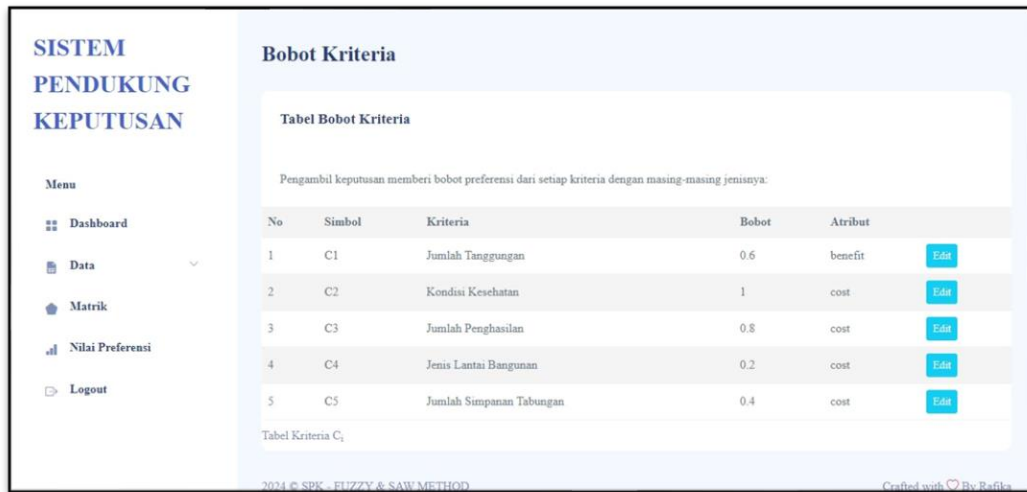 SISTEM
PENDUKUNG
KEPUTUSAN
Menu
Dashboard
Data
Matrik
Nilai Preferensi
Logout
Bobot Kriteria
Tabel Bobot Kriteria
Pengambil keputusan memberi bobot preferensi dari setiap kriteria dengan masing-masing jenisnya:
No Simbol Kriteria Bobot Atribut
1 C1 Jumlah Tanggungan 0.6 benefit Edit
2 C2 Kondisi Kesehatan 1 cost Edit
3 C3 Jumlah Penghasilan 0.8 cost Edit
4 C4 Jenis Lantai Bangunan 0.2 cost Edit
5 C5 Jumlah Simpanan Tabungan 0.4 cost Edit
Tabel Kriteria Ci
2024 © SPK - FUZZY & SAW METHOD Crafted with ♡ By Rafika